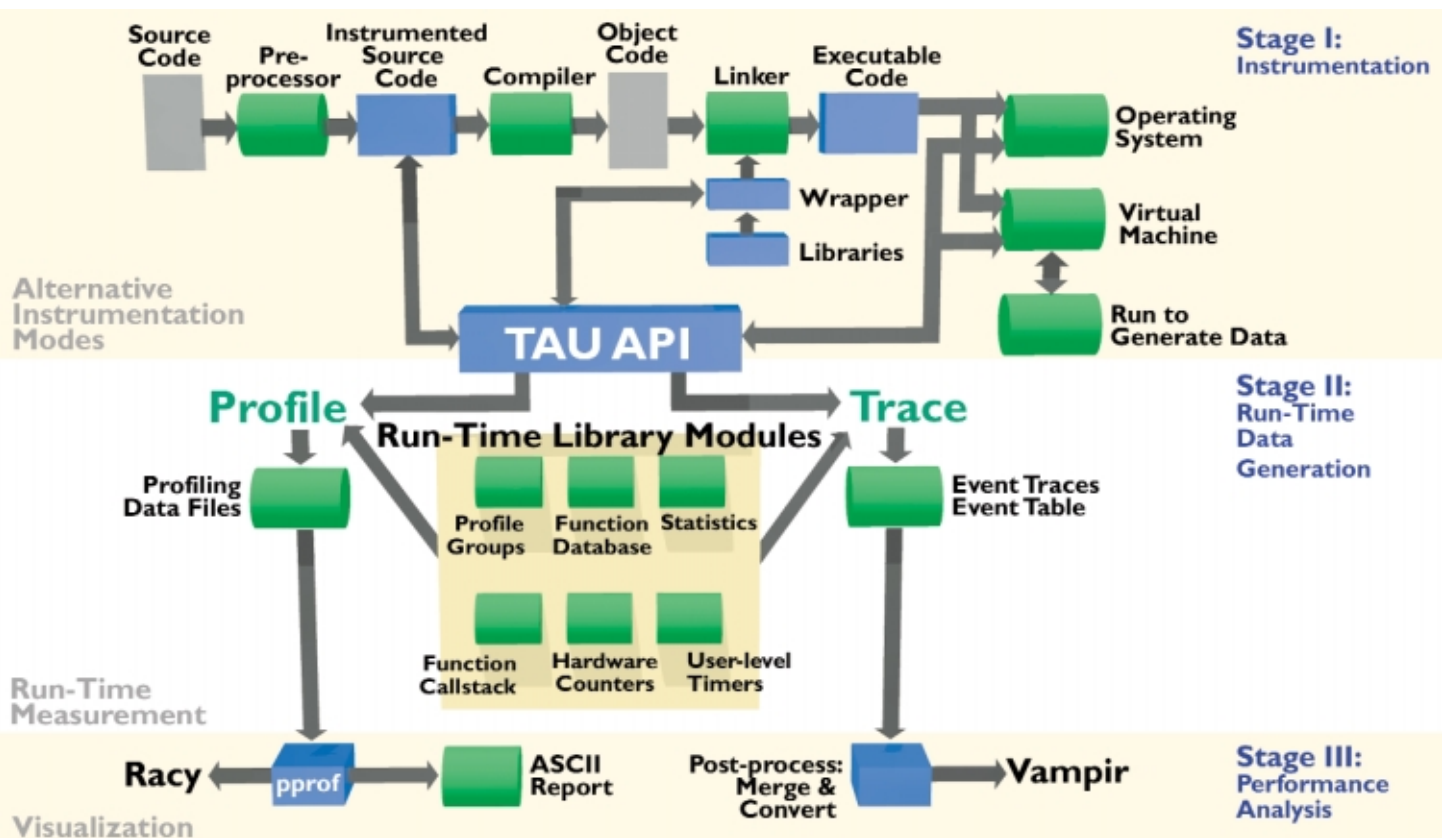 Source
Code
Pre-
processor
Instrumented
Source
Code
Compiler
Object
Code
Linker
Executable
Code
Stage I:
Instrumentation
Operating
System
Wrapper
Virtual
Machine
Libraries
Alternative
Instrumentation
Modes
TAU API
Run to
Generate Data
Profile
Trace
Stage II:
Run-Time
Data
Generation
Run-Time Library Modules
Profiling
Data Files
Event Traces
Event Table
Profile
Groups
Function
Database
Statistics
Function
Callstack
Hardware
Counters
User-level
Timers
Run-Time
Measurement
Racy
pprof
ASCII
Report
Post-process:
Merge &
Convert
Vampir
Stage III:
Performance
Analysis
Visualization